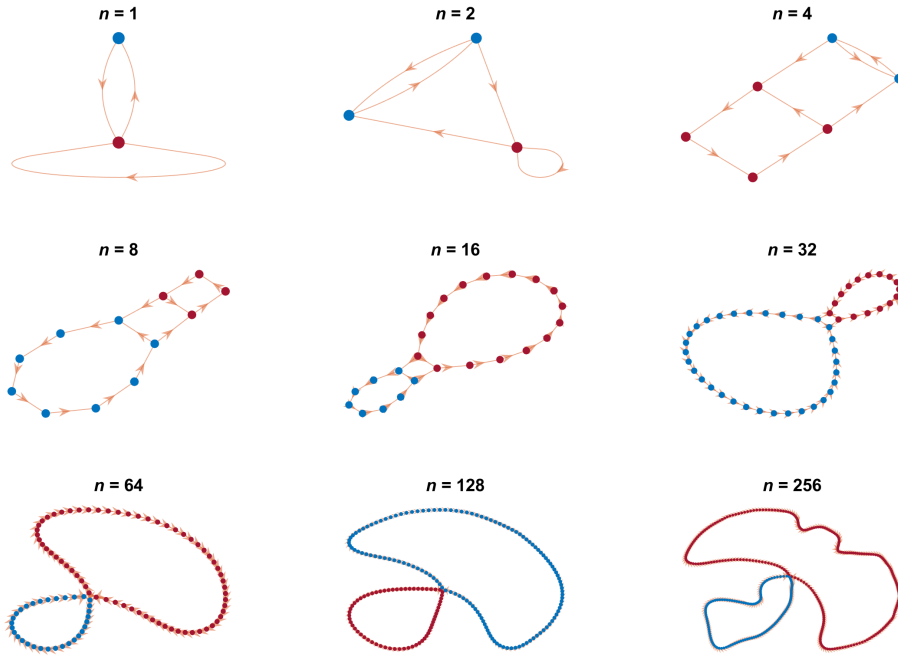 n = 1
n = 2
n = 4
n = 8
n = 16
n = 32
n = 64
n = 128
n = 256